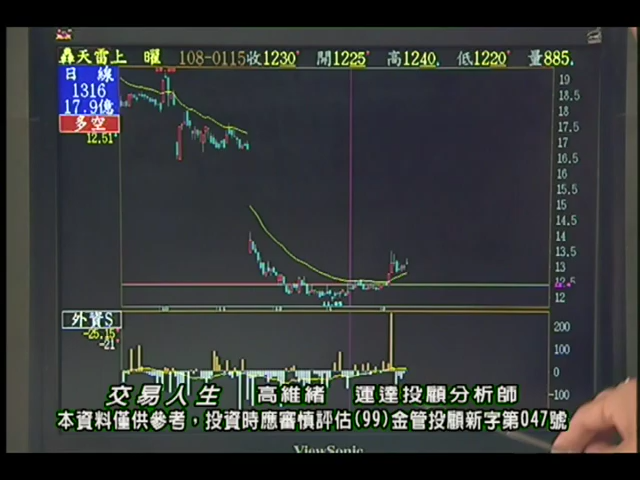 轟天雷上 曜 108-0115收1230 開1225 高1240 低1220 量885
日 線
1316
17.9億
多空
12.51
19
18.5
18
17.5
17
16.5
16
15.5
15
14.5
14
13.5
13
12.5
12
外資S
-25.15
-21
200
100
0
-100
交易人生 高維緒 運達投顧分析師
本資料僅供參考，投資時應審慎評估(99)金管投顧新字第047號
ViewSonic